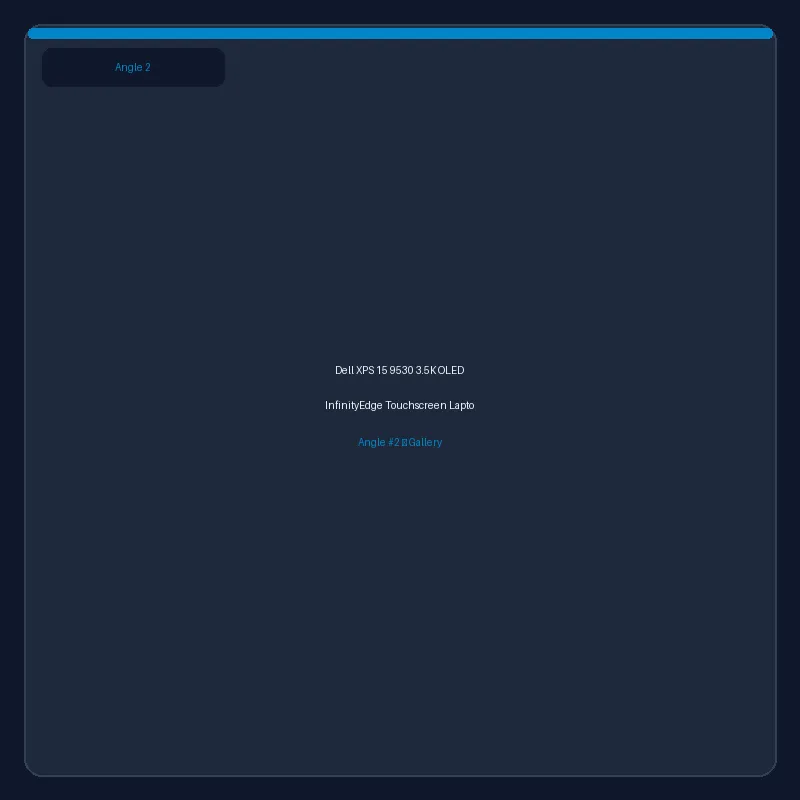 Angle 2
Dell XPS 15 9530 3.5K OLED
InfinityEdge Touchscreen Lapto
Angle #2 Gallery